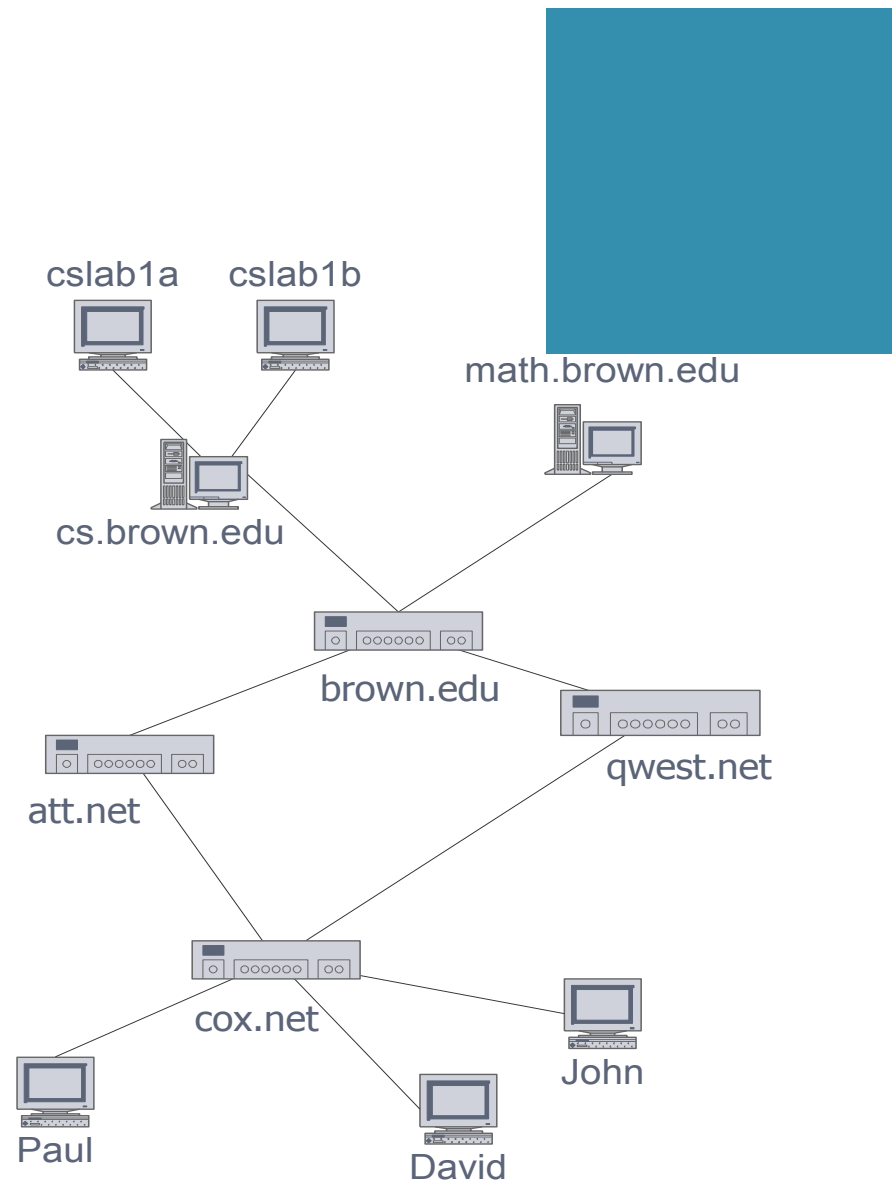 cslab1a
cslab1b
math.brown.edu
cs.brown.edu
brown.edu
qwest.net
att.net
cox.net
John
Paul
David